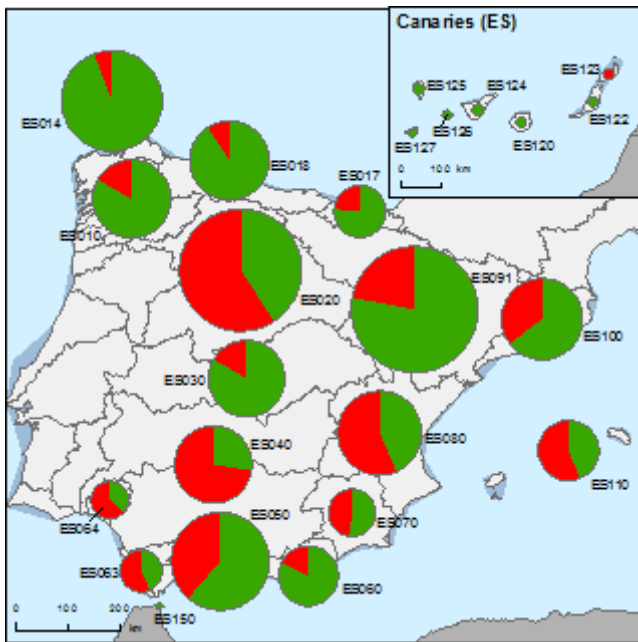 Canaries (ES)
ES123
ES125
ES124
ES122
ES126
ES127
ES120
0 100 km
ES014
ES018
ES017
ES010
ES091
ES020
ES100
ES030
ES040
ES080
ES110
ES050
ES064
ES070
ES063
ES060
ES150
0 100 200
km